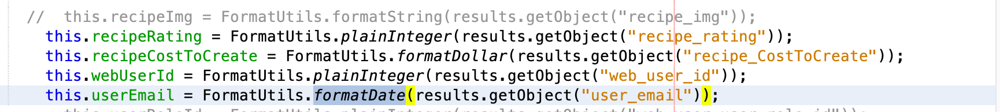 //  this.recipeImg = FormatUtils.formatString(results.getObject("recipe_img"));
this.recipeRating = FormatUtils.plainInteger(results.getObject("recipe_rating"));
this.recipeCostToCreate = FormatUtils.formatDollar(results.getObject("recipe_CostToCreate"));
this.webUserId = FormatUtils.plainInteger(results.getObject("web_user_id"));
this.userEmail = FormatUtils.formatDate(results.getObject("user_email"));